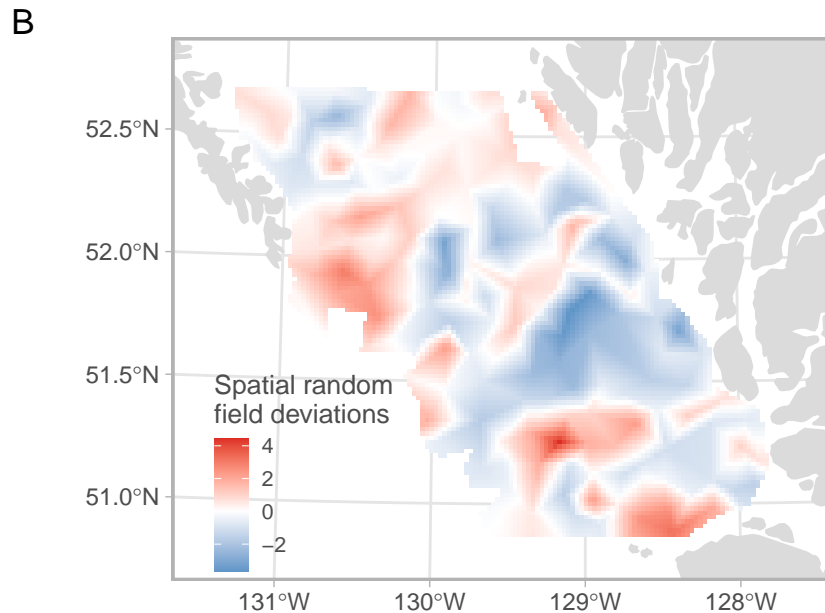 B
52.5°N
52.0°N
51.5°N
51.0°N
Spatial random
field deviations
4
2
0
−2
131°W
130°W
129°W
128°W